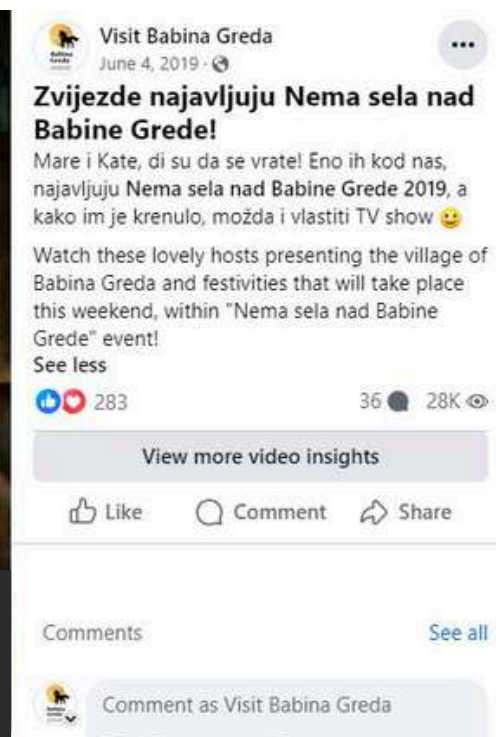 Visit Babina Greda
June 4, 2019 ·
Zvijezde najavljuju Nema sela nad
Babine Grede!
Mare i Kate, di su da se vrate! Eno ih kod nas,
najavljuju Nema sela nad Babine Grede 2019, a
kako im je krenulo, možda i vlastiti TV show 😀
Watch these lovely hosts presenting the village of
Babina Greda and festivities that will take place
this weekend, within "Nema sela nad Babine
Grede" event!
See less
283 36 28K
View more video insights
Like Comment Share
Comments See all
Comment as Visit Babina Greda